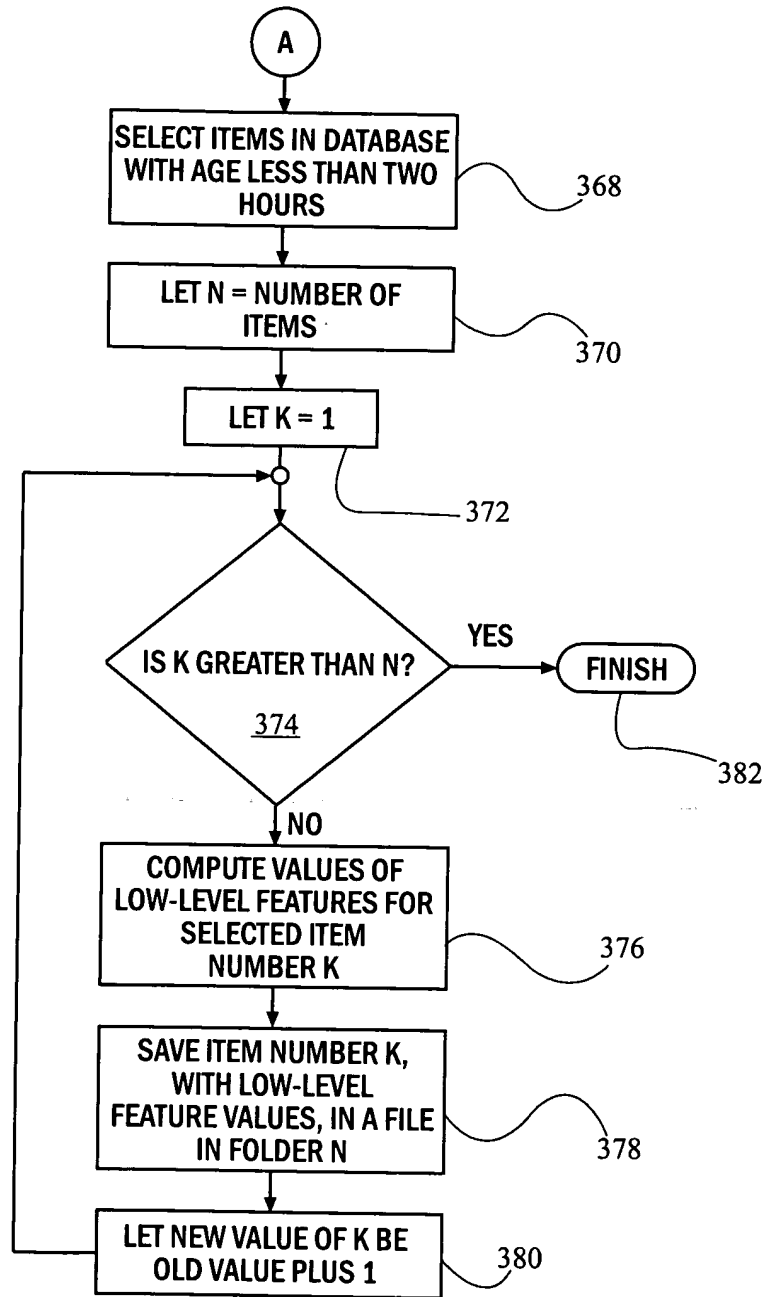 A
SELECT ITEMS IN DATABASE
WITH AGE LESS THAN TWO
HOURS
368
LET N = NUMBER OF
ITEMS
370
LET K = 1
372
IS K GREATER THAN N?
374
YES
FINISH
382
NO
COMPUTE VALUES OF
LOW-LEVEL FEATURES FOR
SELECTED ITEM
NUMBER K
376
SAVE ITEM NUMBER K,
WITH LOW-LEVEL
FEATURE VALUES, IN A FILE
IN FOLDER N
378
LET NEW VALUE OF K BE
OLD VALUE PLUS 1
380